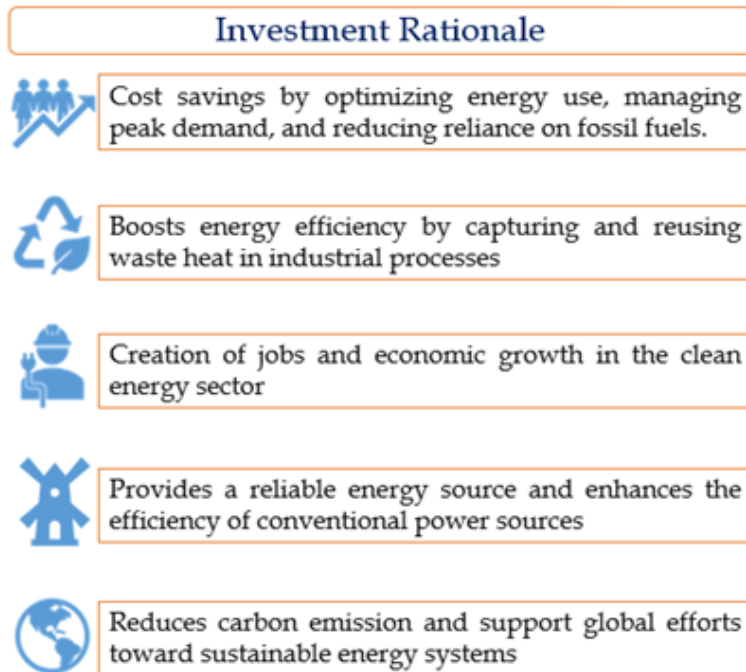 Investment Rationale
Cost savings by optimizing energy use, managing
peak demand, and reducing reliance on fossil fuels.
Boosts energy efficiency by capturing and reusing
waste heat in industrial processes
Creation of jobs and economic growth in the clean
energy sector
Provides a reliable energy source and enhances the
efficiency of conventional power sources
Reduces carbon emission and support global efforts
toward sustainable energy systems